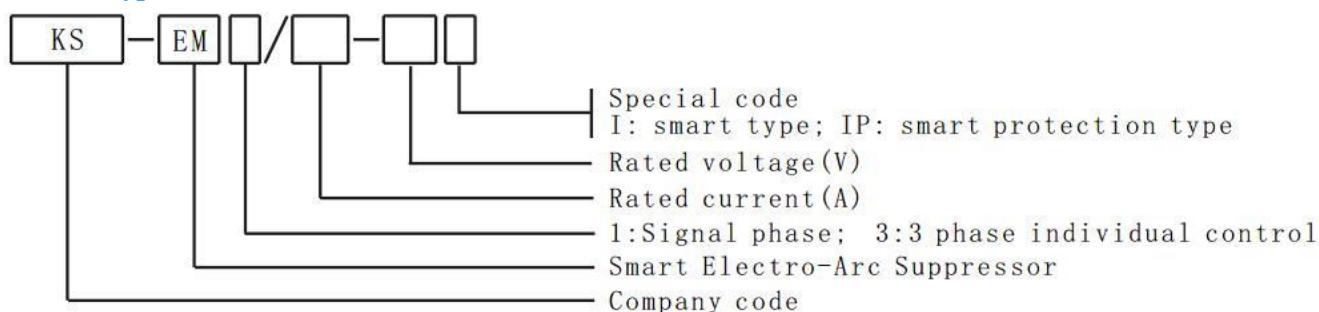 KS — EM / —
Special code
I: smart type; IP: smart protection type
Rated voltage(V)
Rated current(A)
1:Signal phase; 3:3 phase individual control
Smart Electro-Arc Suppressor
Company code